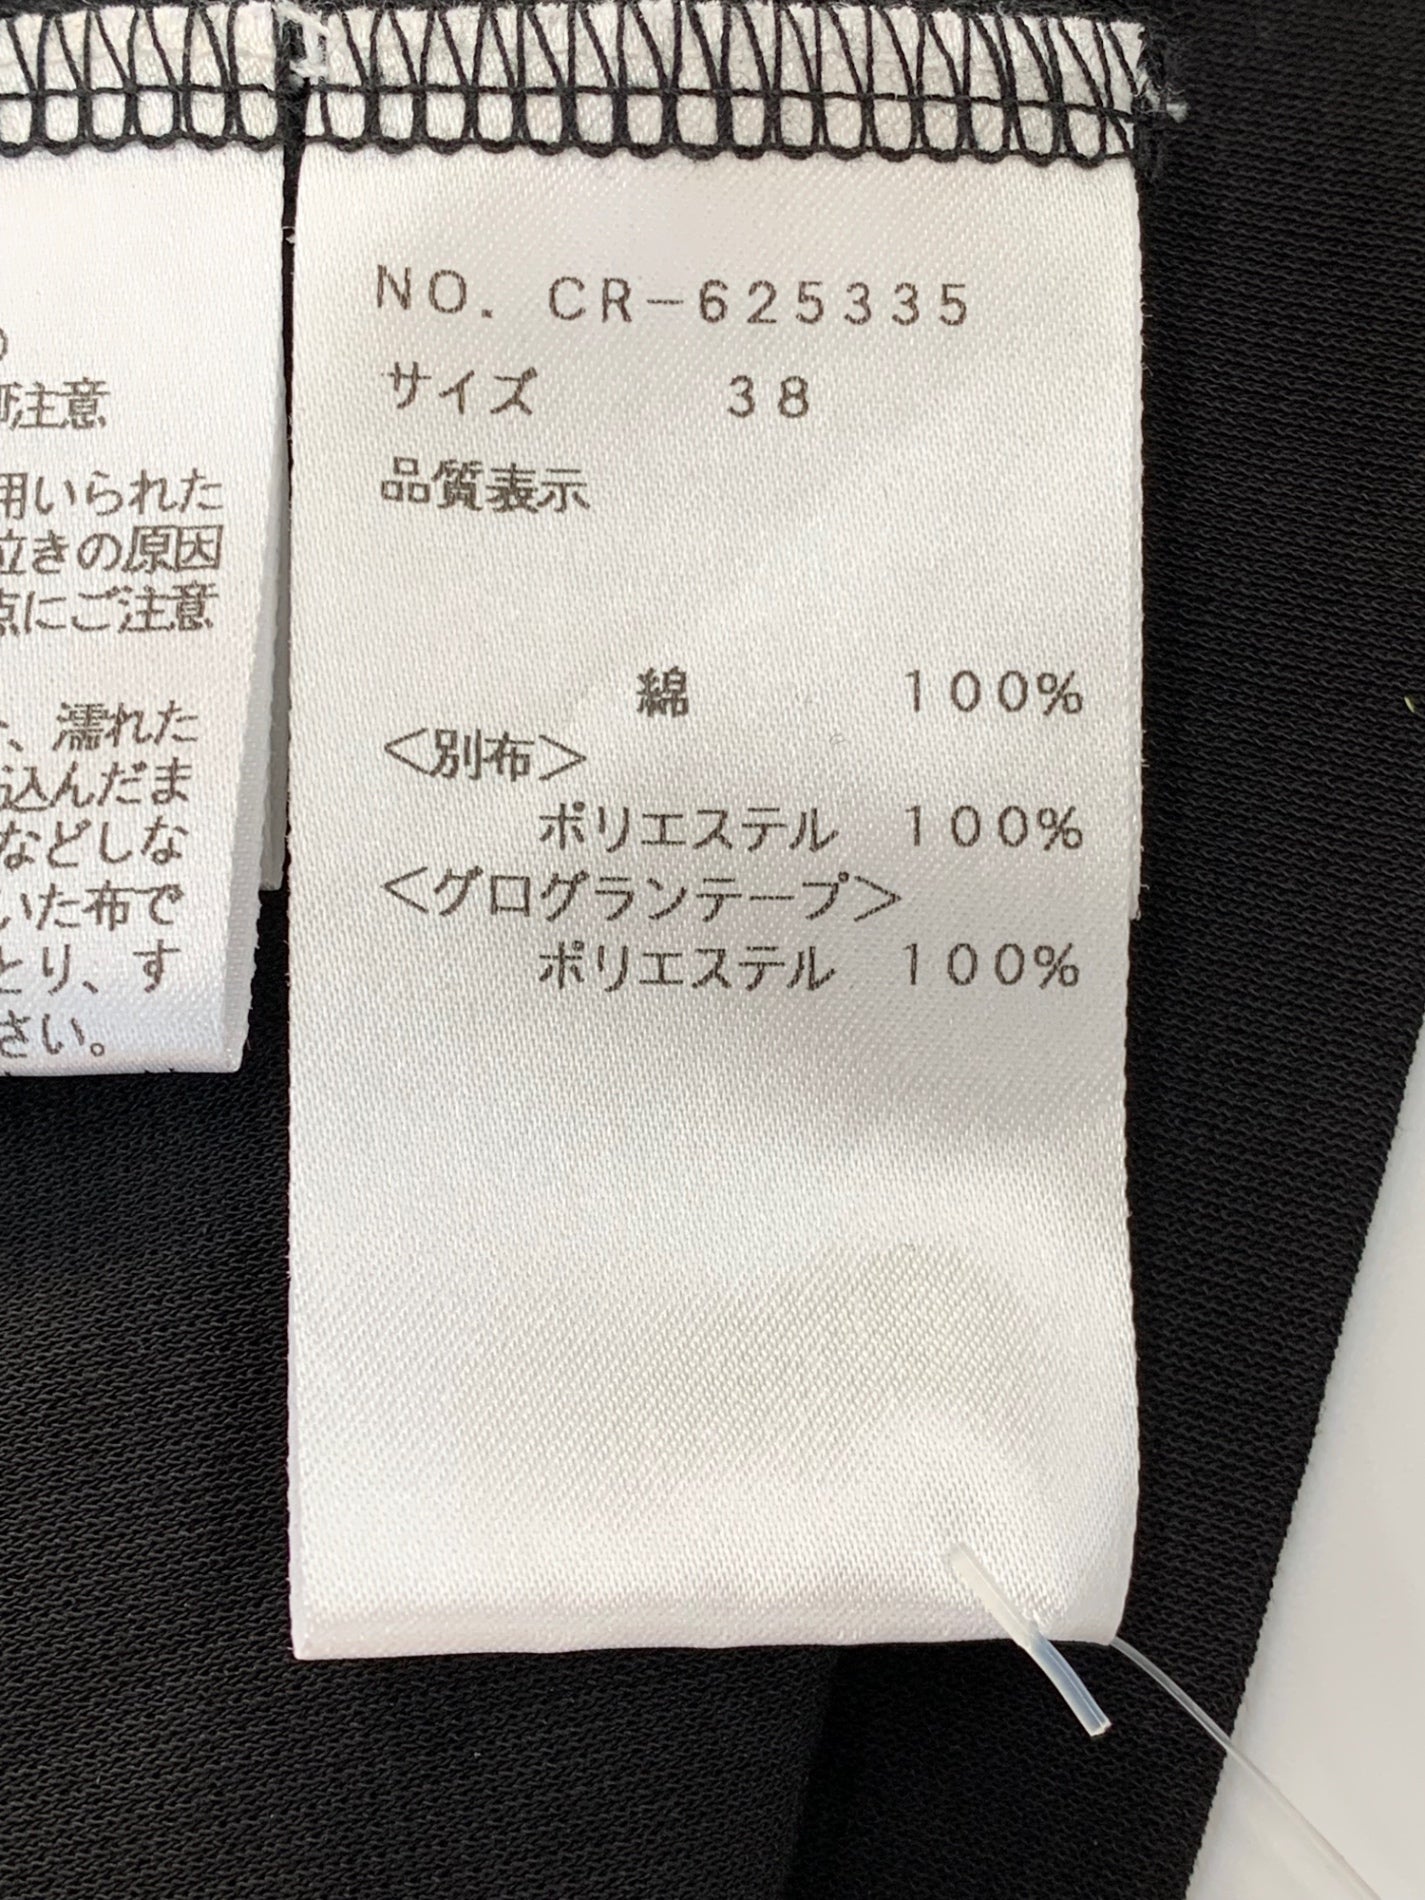 NO. CR-625335
サイズ 38
品質表示
綿 100%
<別布>
ポリエステル 100%
<グログランテープ>
ポリエステル 100%
注意
用いられた
泣きの原因
点にご注意
、濡れた
込んだま
などしな
いた布で
とり、す
さい。